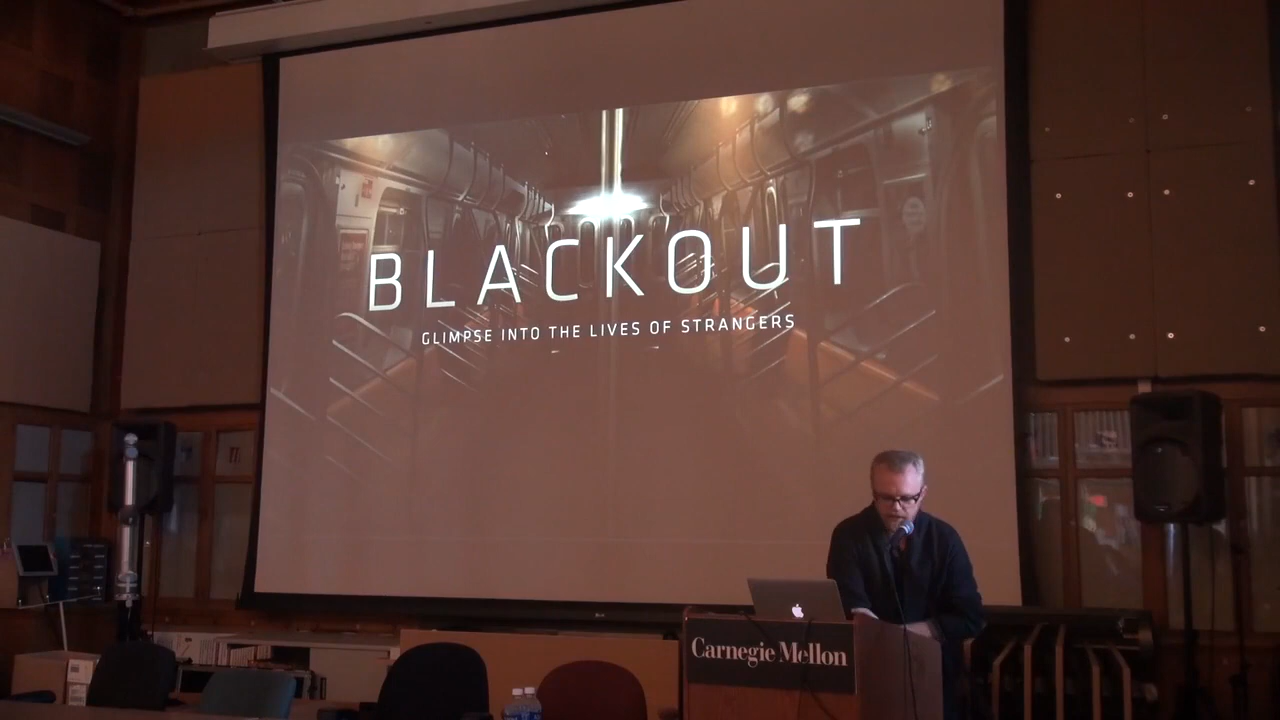 BLACKOUT
GLIMPSE INTO THE LIVES OF STRANGERS
Carnegie Mellon